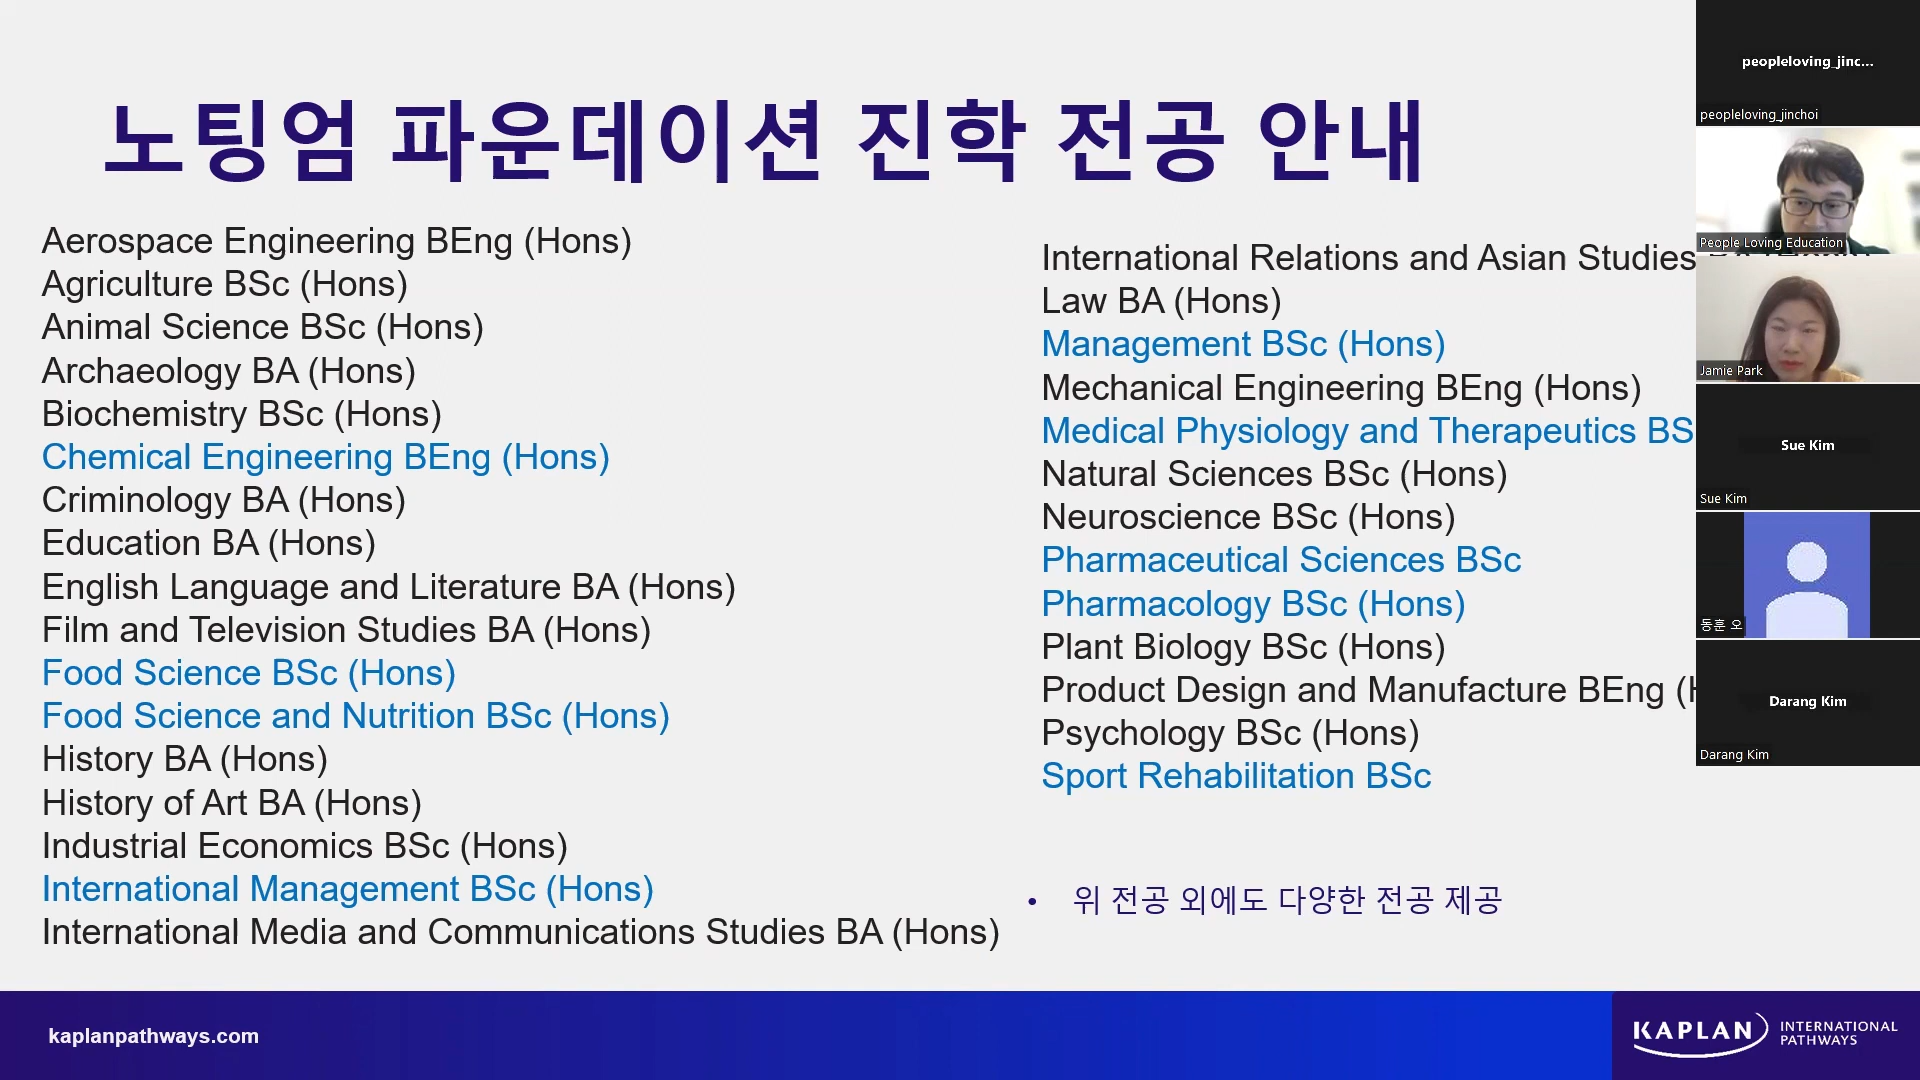 노팅엄 파운데이션 진학 전공 안내
Aerospace Engineering BEng (Hons)
Agriculture BSc (Hons)
Animal Science BSc (Hons)
Archaeology BA (Hons)
Biochemistry BSc (Hons)
Chemical Engineering BEng (Hons)
Criminology BA (Hons)
Education BA (Hons)
English Language and Literature BA (Hons)
Film and Television Studies BA (Hons)
Food Science BSc (Hons)
Food Science and Nutrition BSc (Hons)
History BA (Hons)
History of Art BA (Hons)
Industrial Economics BSc (Hons)
International Management BSc (Hons)
International Media and Communications Studies BA (Hons)
International Relations and Asian Studies
Law BA (Hons)
Management BSc (Hons)
Mechanical Engineering BEng (Hons)
Medical Physiology and Therapeutics BS
Natural Sciences BSc (Hons)
Neuroscience BSc (Hons)
Pharmaceutical Sciences BSc
Pharmacology BSc (Hons)
Plant Biology BSc (Hons)
Product Design and Manufacture BEng (H
Psychology BSc (Hons)
Sport Rehabilitation BSc
• 위 전공 외에도 다양한 전공 제공
peopleloving_jinc...
peopleloving_jinchoi
People Loving Education
Jamie Park
Sue Kim
Sue Kim
동훈 오
Darang Kim
Darang Kim
kaplanpathways.com
KAPLAN INTERNATIONAL
PATHWAYS